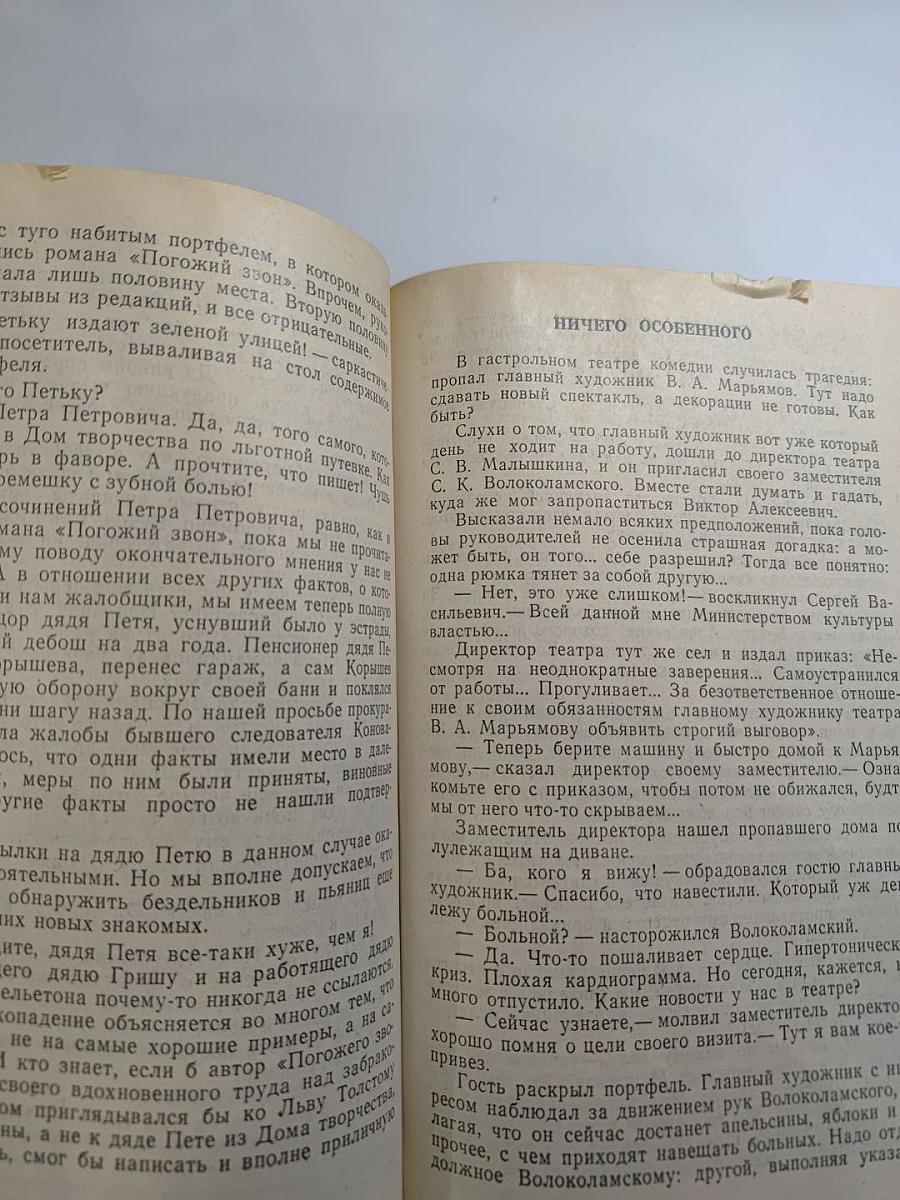 с туго набитым портфелем, в котором оказа-
ись романа «Погожий звон». Впрочем, руко-
ала лишь половину места. Вторую половину
отзывы из редакций, и все отрицательные.
етьку издают зеленой улицей! — саркастиче-
посетитель, вываливая на стол содержимое
феля.
го Петьку?
Петра Петровича. Да, да, того самого, кото-
в Дом творчества по льготной путевке. Как
рь в фаворе. А прочтите, что пишет! Чушь
ремешку с зубной болью!
сочинений Петра Петровича, равно, как и
мана «Погожий звон», пока мы не прочита-
му поводу окончательного мнения у нас не
А в отношении всех других фактов, о кото-
и нам жалобщики, мы имеем теперь полную
дор дядя Петя, уснувший было у эстрады,
й дебош на два года. Пенсионер дядя Пе-
орышева, перенес гараж, а сам Корышев
ую оборону вокруг своей бани и поклялся
ни шагу назад. По нашей просьбе прокура-
ла жалобы бывшего следователя Конова-
ось, что одни факты имели место в дале-
, меры по ним были приняты, виновные
ругие факты просто не нашли подтвер-
ылки на дядю Петю в данном случае ока-
оятельными. Но мы вполне допускаем, что
обнаружить бездельников и пьяниц еще
их новых знакомых.
дите, дядя Петя все-таки хуже, чем я!
щего дядю Гришу и на работящего дядю
ельетона почему-то никогда не ссылаются.
хопадение объясняется во многом тем, что
не на самые хорошие примеры, а на са-
И кто знает, если б автор «Погожего зво-
своего вдохновенного труда над забрако-
ом приглядывался бы ко Льву Толстому
ны, а не к дяде Пете из Дома творчества,
ь, смог бы написать и вполне приличную
НИЧЕГО ОСОБЕННОГО
В гастрольном театре комедии случилась трагедия:
пропал главный художник В. А. Марьямов. Тут надо
сдавать новый спектакль, а декорации не готовы. Как
быть?
Слухи о том, что главный художник вот уже который
день не ходит на работу, дошли до директора театра
С. В. Малышкина, и он пригласил своего заместителя
С. К. Волоколамского. Вместе стали думать и гадать,
куда же мог запропаститься Виктор Алексеевич.
Высказали немало всяких предположений, пока голо-
вы руководителей не осенила страшная догадка: а мо-
жет быть, он того... себе разрешил? Тогда все понятно:
одна рюмка тянет за собой другую...
— Нет, это уже слишком!— воскликнул Сергей Ва-
сильевич.— Всей данной мне Министерством культуры
властью...
Директор театра тут же сел и издал приказ: «Не-
смотря на неоднократные заверения... Самоустранился
от работы... Прогуливает... За безответственное отноше-
ние к своим обязанностям главному художнику театра
В. А. Марьямову объявить строгий выговор».
— Теперь берите машину и быстро домой к Марья
мову,— сказал директор своему заместителю.— Озна
комьте его с приказом, чтобы потом не обижался, будт
мы от него что-то скрываем...
Заместитель директора нашел пропавшего дома по
лулежащим на диване.
— Ба, кого я вижу! — обрадовался гостю главны
художник.— Спасибо, что навестили. Который уж ден
лежу больной...
— Больной? — насторожился Волоколамский.
— Да. Что-то пошаливает сердце. Гипертоническ
криз. Плохая кардиограмма. Но сегодня, кажется, н
много отпустило. Какие новости у нас в театре?
— Сейчас узнаете,— молвил заместитель директор
хорошо помня о цели своего визита.— Тут я вам кое-
привез.
Гость раскрыл портфель. Главный художник с ин
ресом наблюдал за движением рук Волоколамского,
лагая, что он сейчас достанет апельсины, яблоки и
прочее, с чем приходят навещать больных. Надо отд
должное Волоколамскому: другой, выполняя указа